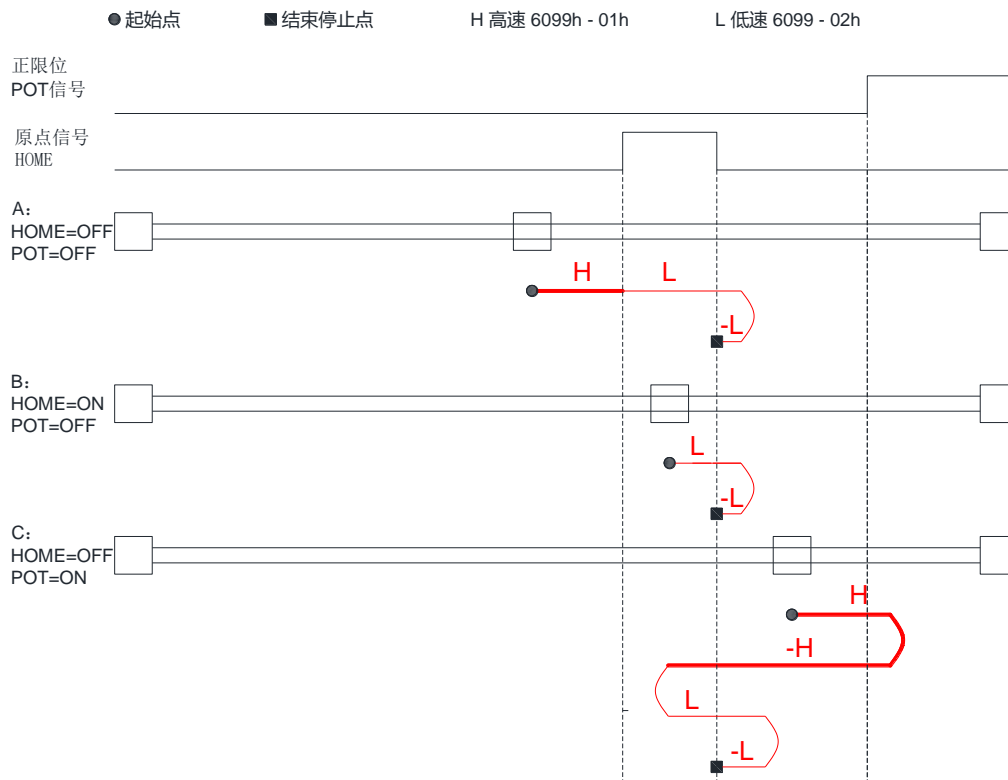 起始点 结束停止点 H 高速 6099h - 01h L 低速 6099 - 02h
正限位
POT信号
原点信号
HOME
A:
HOME=OFF
POT=OFF
H L
-L
B:
HOME=ON
POT=OFF
L
-L
C:
HOME=OFF
POT=ON
H
-H
L
-L